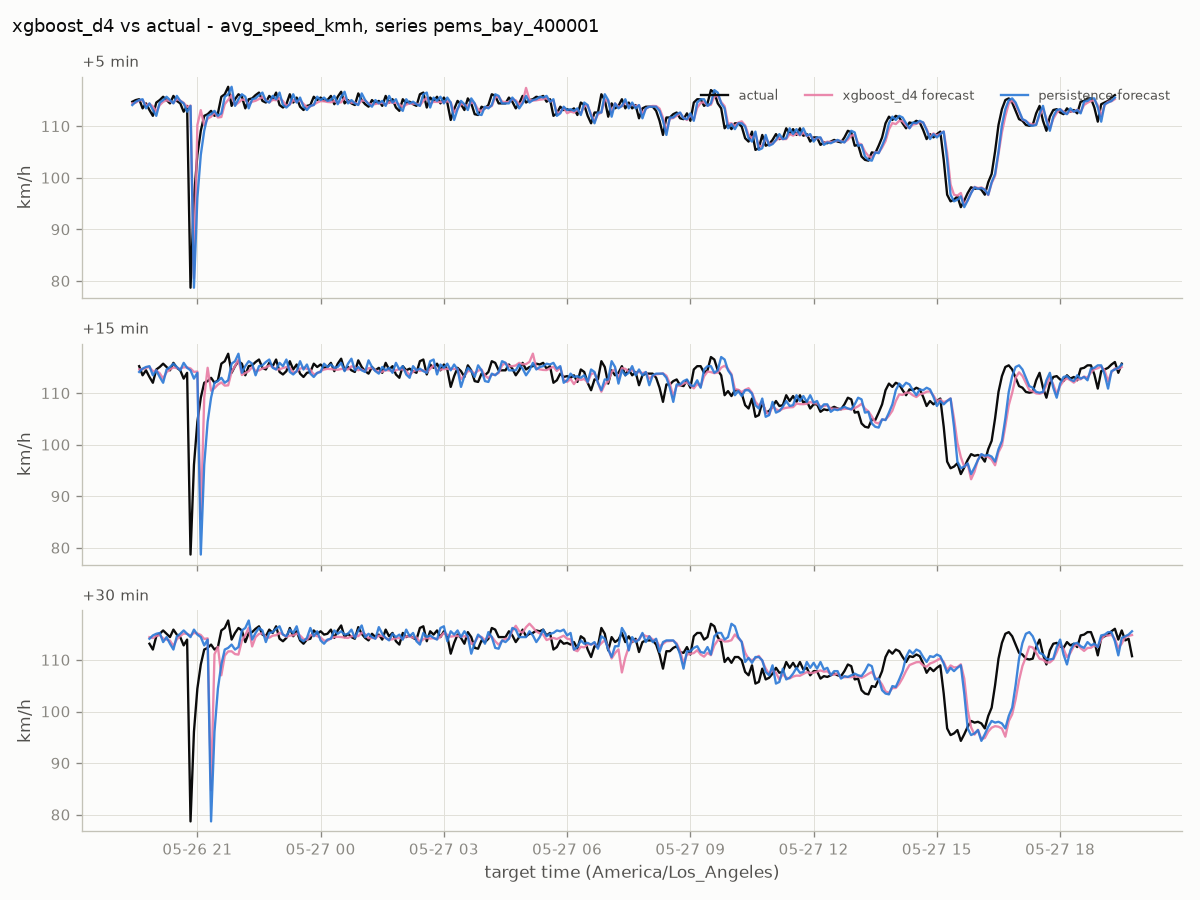 xgboost_d4 vs actual - avg_speed_kmh, series pems_bay_400001
+5 min
actual
xgboost_d4 forecast
persistence forecast
110
100
90
80
km/h
+15 min
110
100
90
80
km/h
+30 min
110
100
90
80
km/h
05-26 21
05-27 00
05-27 03
05-27 06
05-27 09
05-27 12
05-27 15
05-27 18
target time (America/Los_Angeles)